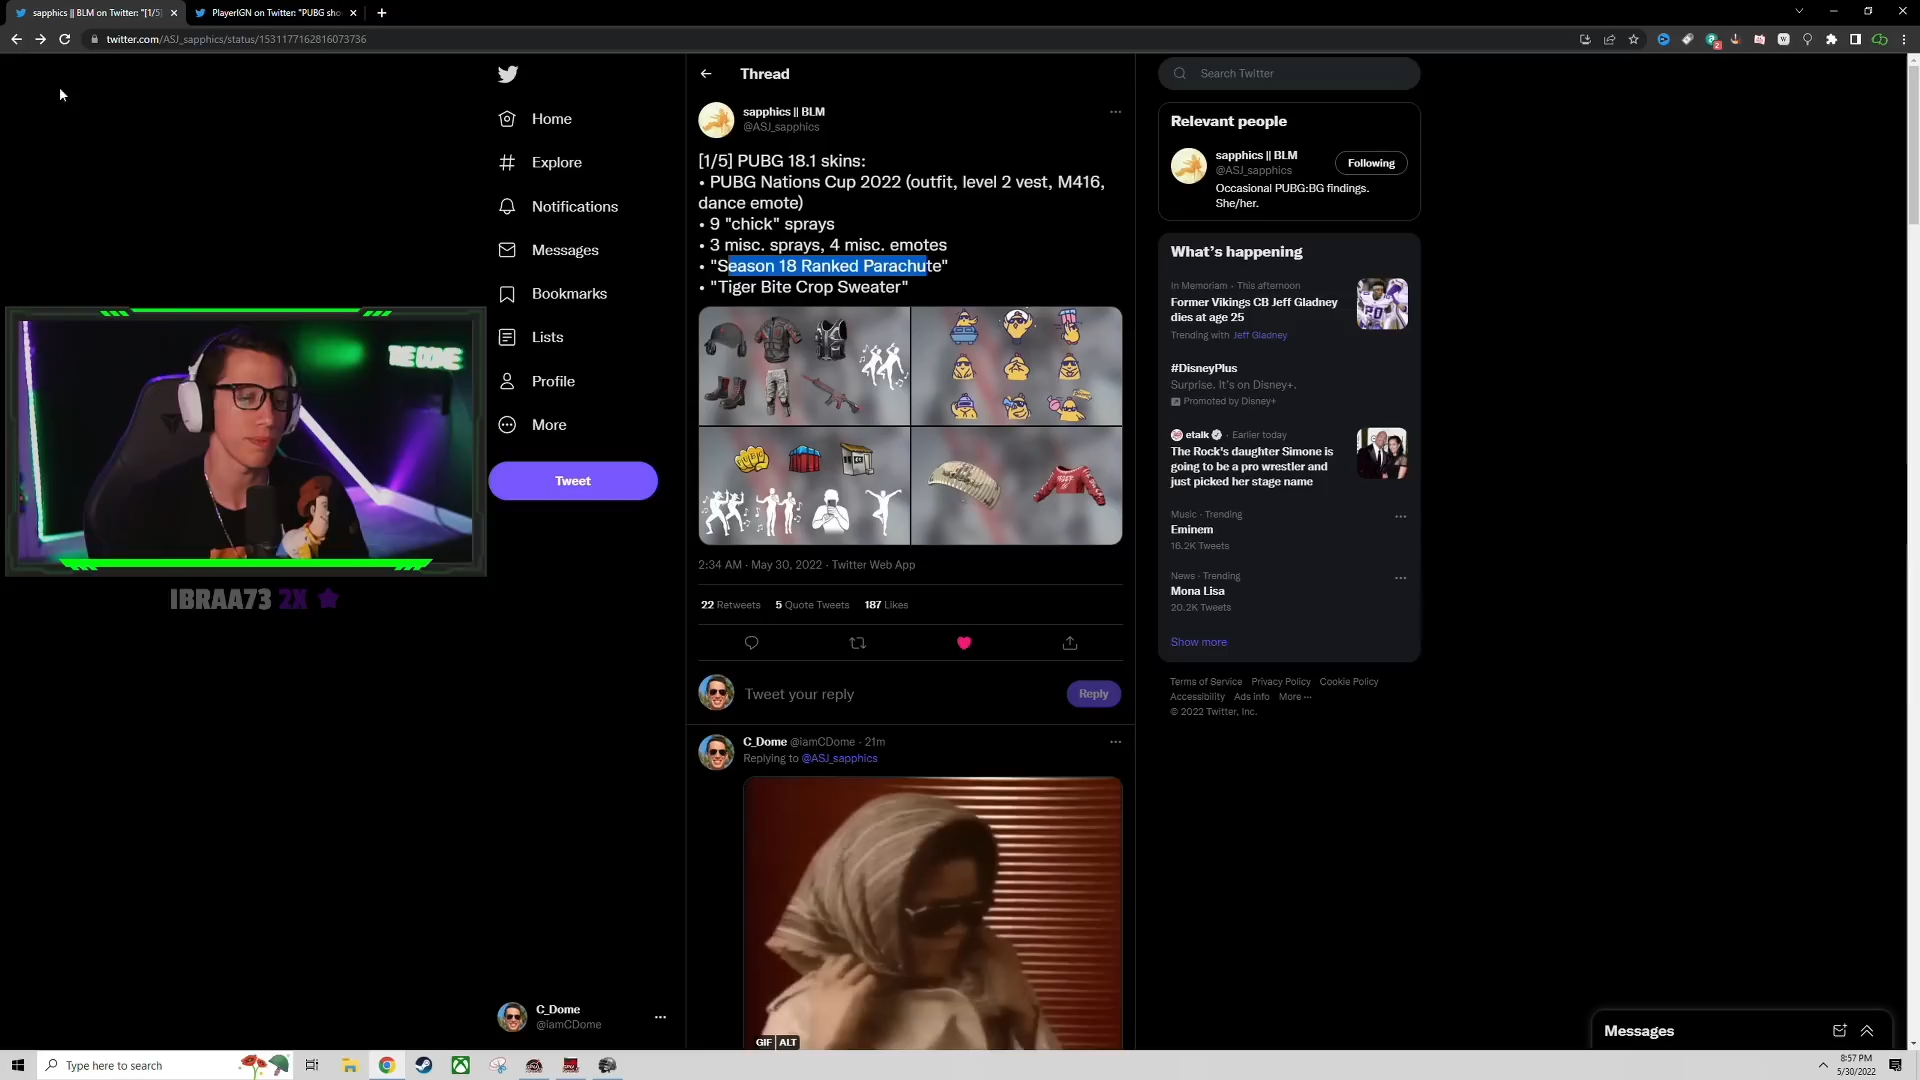 sapphics || BLM on Twitter: "[1/5]
PlayerIGN on Twitter: "PUBG sho
twitter.com/ASJ_sapphics/status/1531177162816073736
Home
Explore
Notifications
Messages
Bookmarks
Lists
Profile
More
Tweet
THE DOME
IBRAA73 2X
C_Dome
@iamCDome
Thread
sapphics || BLM
@ASJ_sapphics
[1/5] PUBG 18.1 skins:
• PUBG Nations Cup 2022 (outfit, level 2 vest, M416,
dance emote)
• 9 "chick" sprays
• 3 misc. sprays, 4 misc. emotes
• "Season 18 Ranked Parachute"
• "Tiger Bite Crop Sweater"
2:34 AM · May 30, 2022 · Twitter Web App
22 Retweets 5 Quote Tweets 187 Likes
Tweet your reply
Reply
C_Dome @iamCDome · 21m
Replying to @ASJ_sapphics
GIF ALT
Search Twitter
Relevant people
sapphics || BLM
@ASJ_sapphics
Following
Occasional PUBG:BG findings.
She/her.
What's happening
In Memoriam · This afternoon
Former Vikings CB Jeff Gladney
dies at age 25
Trending with Jeff Gladney
#DisneyPlus
Surprise. It's on Disney+.
Promoted by Disney+
etalk · Earlier today
The Rock's daughter Simone is
going to be a pro wrestler and
just picked her stage name
Music · Trending
Eminem
16.2K Tweets
News · Trending
Mona Lisa
20.2K Tweets
Show more
Terms of Service Privacy Policy Cookie Policy
Accessibility Ads info More ···
© 2022 Twitter, Inc.
Messages
Type here to search
8:57 PM
5/30/2022